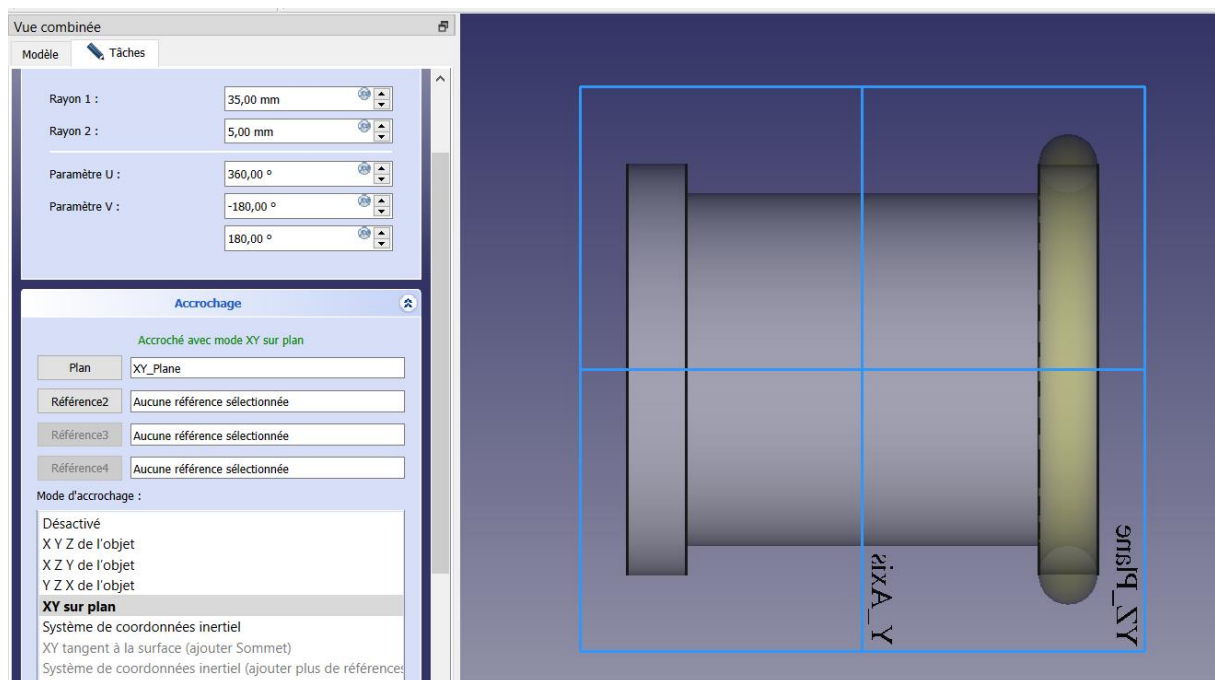 Vue combinée
Modèle
Tâches
Rayon 1 :
35,00 mm
Rayon 2 :
5,00 mm
Paramètre U :
360,00 °
Paramètre V :
-180,00 °
180,00 °
Accrochage
Accroché avec mode XY sur plan
Plan
XY_Plane
Référence2
Aucune référence sélectionnée
Référence3
Aucune référence sélectionnée
Référence4
Aucune référence sélectionnée
Mode d'accrochage :
Désactivé
X Y Z de l'objet
X Z Y de l'objet
Y Z X de l'objet
XY sur plan
Système de coordonnées inertiel
XY tangent à la surface (ajouter Sommet)
Système de coordonnées inertiel (ajouter plus de références
Y_Axis
YZ_Plane